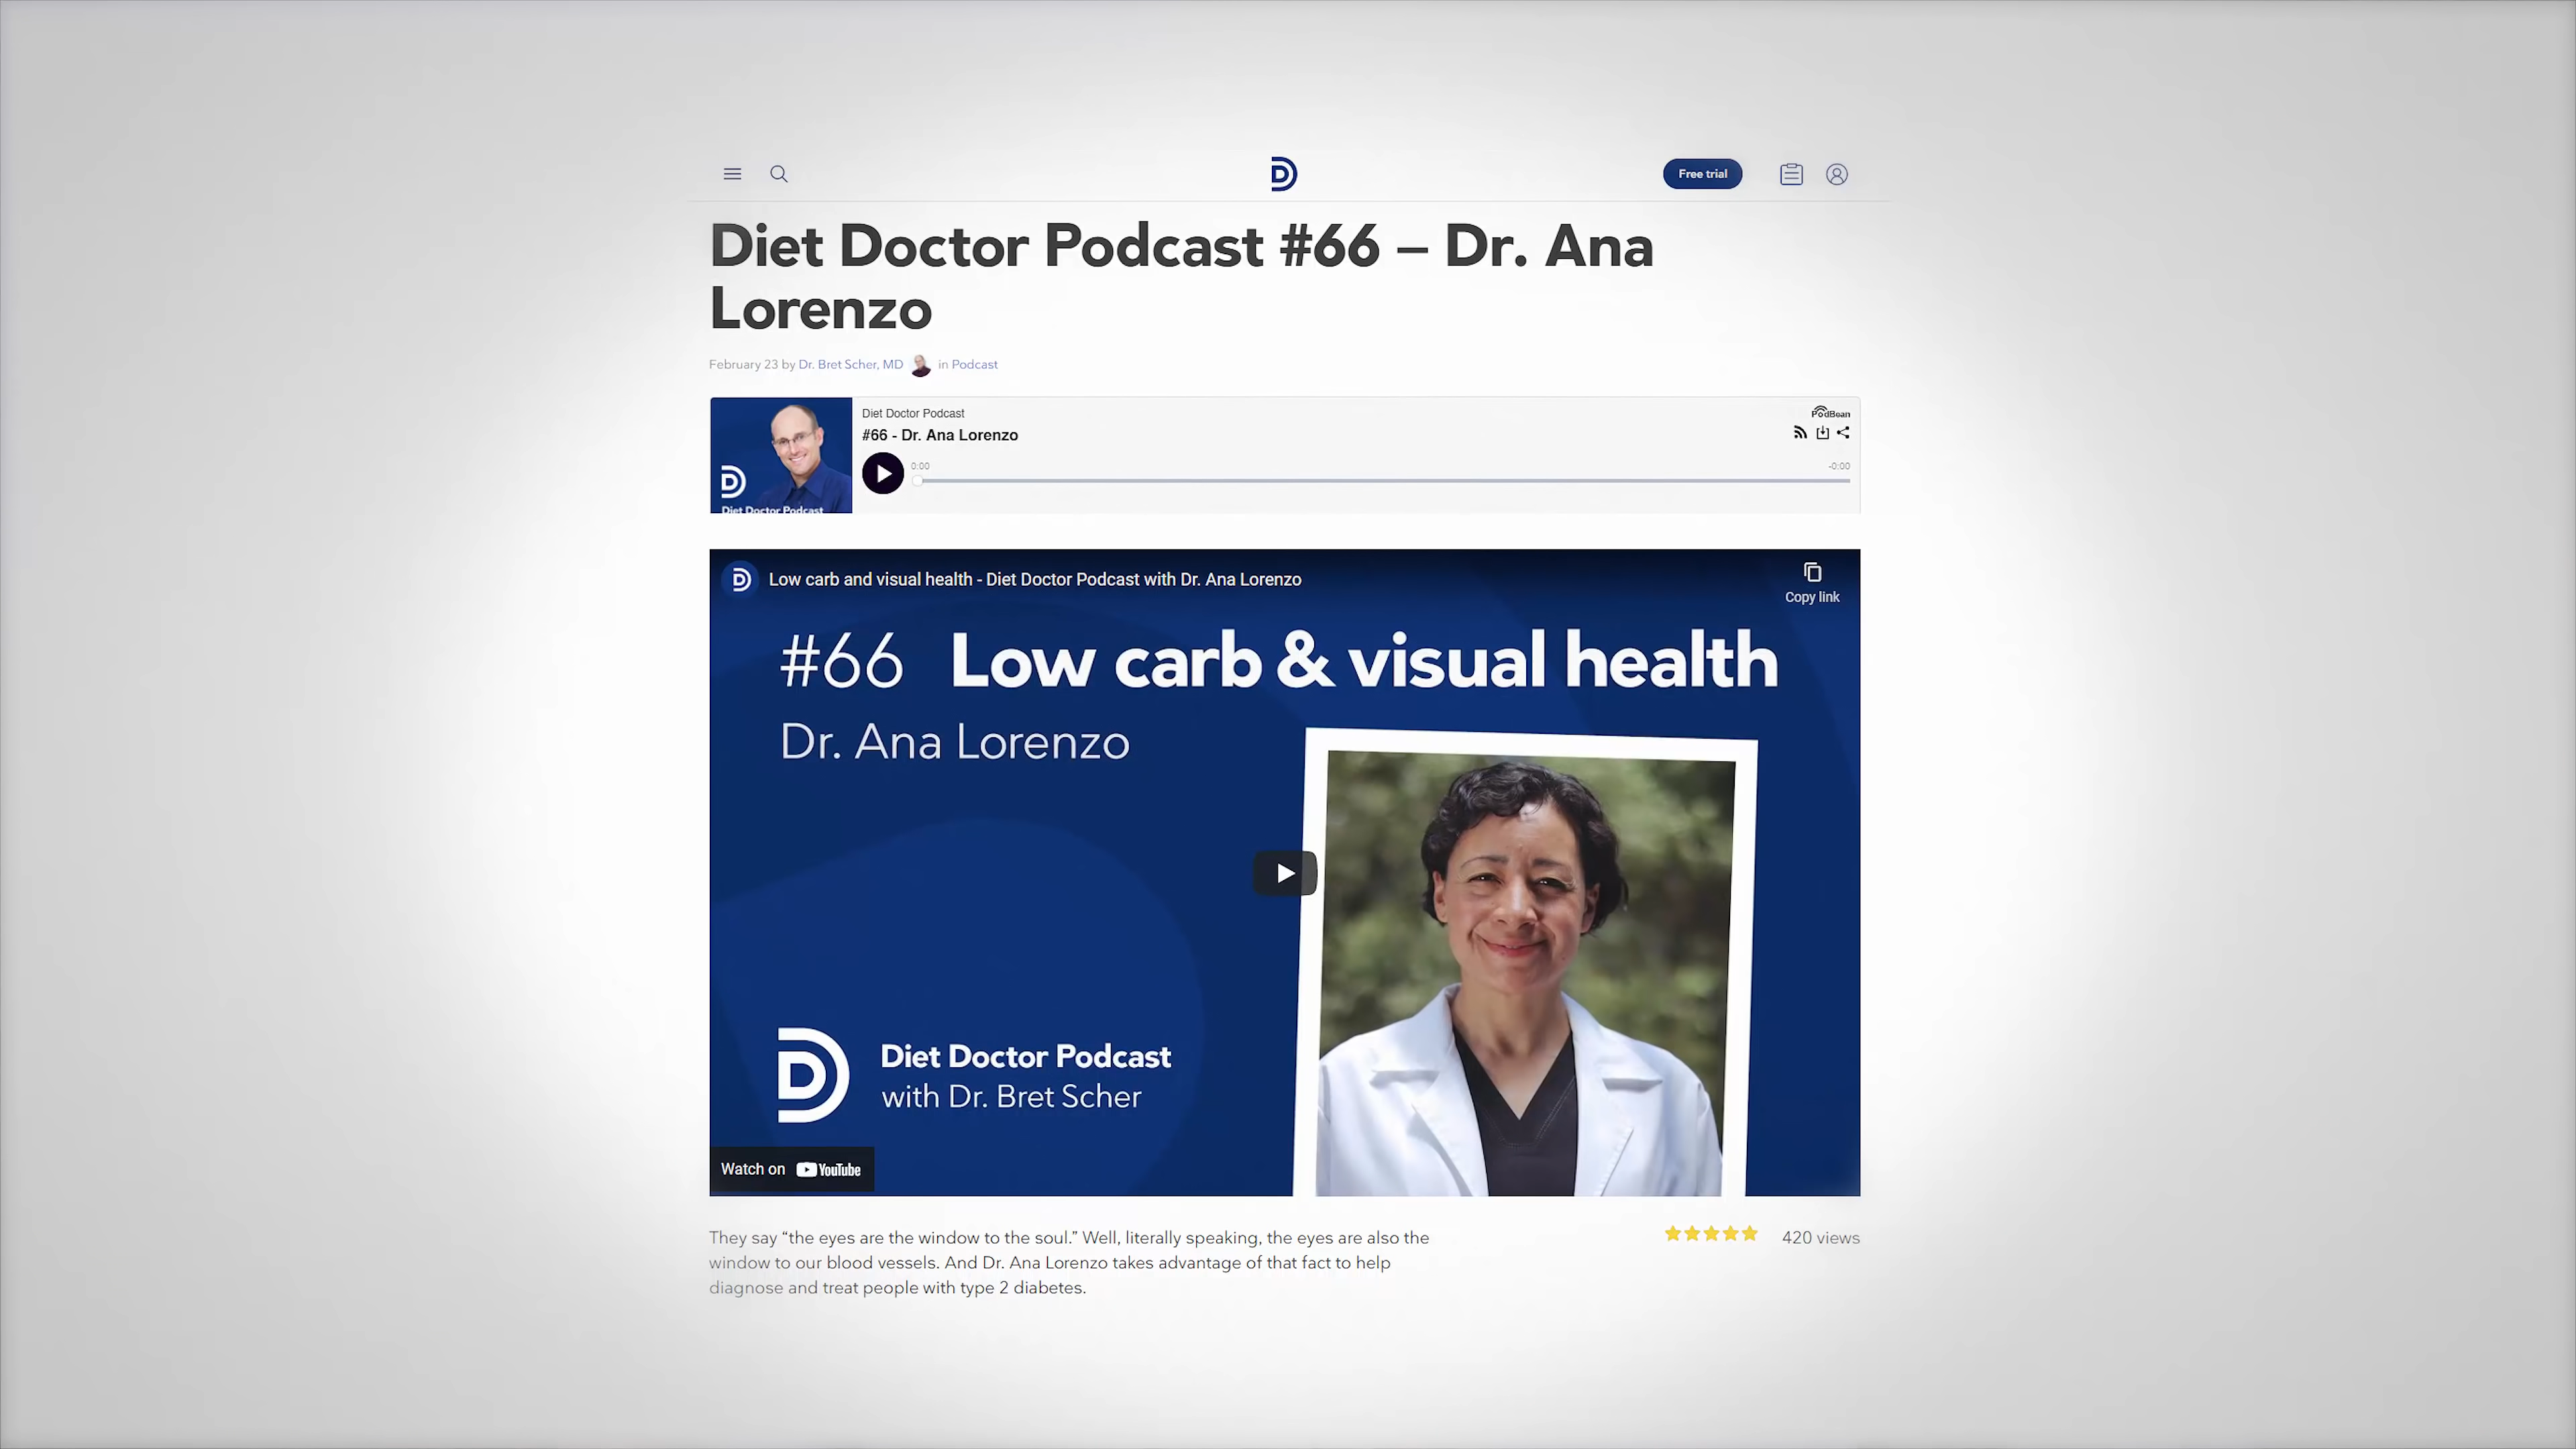 Free trial
Diet Doctor Podcast #66 – Dr. Ana
Lorenzo
February 23 by Dr. Bret Scher, MD in Podcast
Diet Doctor Podcast
PodBean
#66 - Dr. Ana Lorenzo
0:00
-0:00
Diet Doctor Podcast
Low carb and visual health - Diet Doctor Podcast with Dr. Ana Lorenzo
Copy link
#66 Low carb & visual health
Dr. Ana Lorenzo
Diet Doctor Podcast
with Dr. Bret Scher
Watch on YouTube
They say “the eyes are the window to the soul.” Well, literally speaking, the eyes are also the
window to our blood vessels. And Dr. Ana Lorenzo takes advantage of that fact to help
diagnose and treat people with type 2 diabetes.
420 views